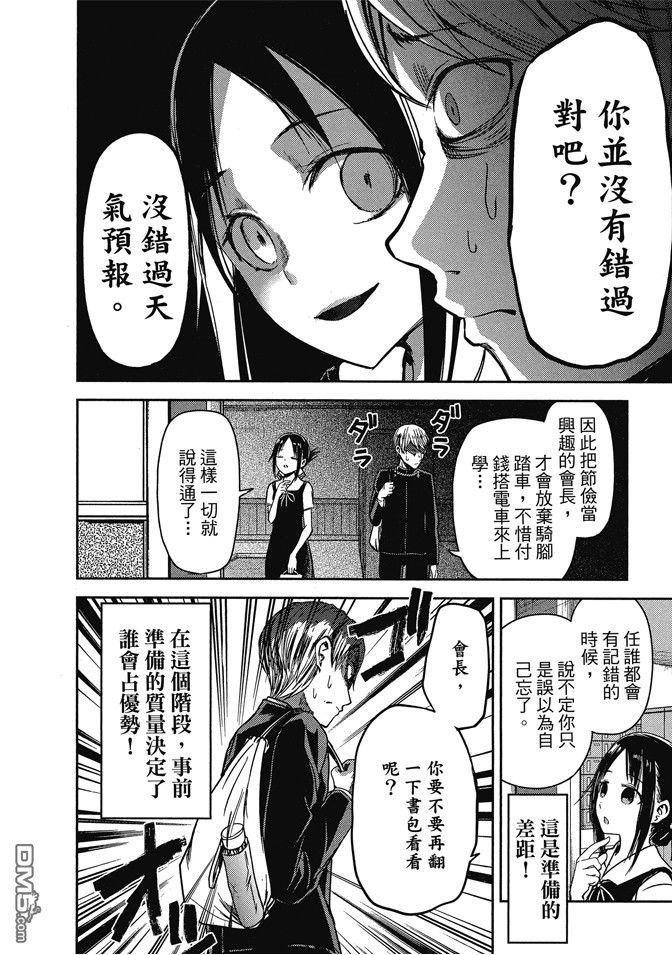 你並沒有錯過
對吧？
沒錯過天
氣預報。
因此把節儉當
興趣的會長，
才會放棄騎腳
踏車，不惜付
錢搭電車來上
學…
ダラ
ダラ
這樣一切就
說得通了…
任誰都會
有記錯的
時候，
說不定你只
是誤以為自
己忘了。
這是準備的
差距！
會長，
你要不要再翻
一下書包看看
呢？
在這個階段，事前
準備的質量決定了
誰會占優勢！
DM5.com